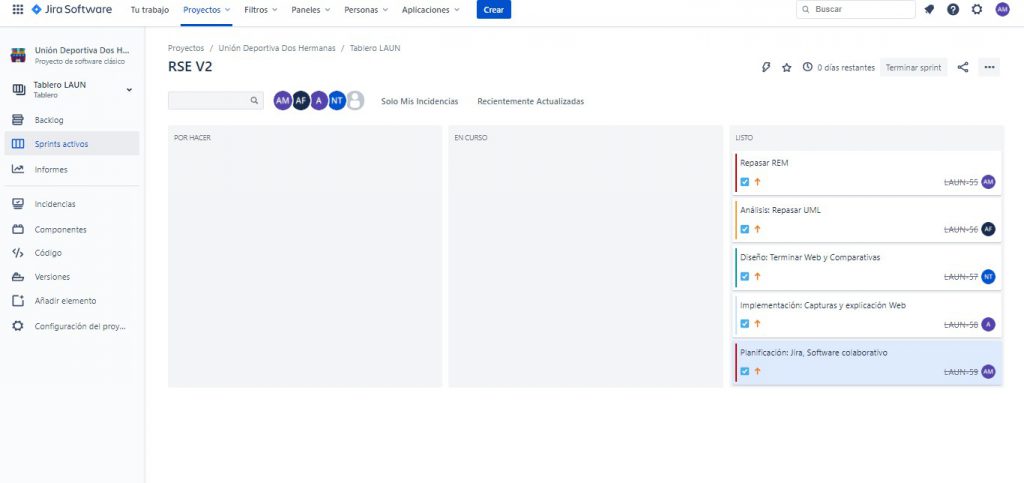 Jira Software
Tu trabajo
Proyectos
Filtros
Paneles
Personas
Aplicaciones
Crear
Buscar
AM
Unión Deportiva Dos H...
Proyecto de software clásico
Tablero LAUN
Tablero
Backlog
Sprints activos
Informes
Incidencias
Componentes
Código
Versiones
Añadir elemento
Configuración del proy...
Proyectos / Unión Deportiva Dos Hermanas / Tablero LAUN
RSE V2
0 días restantes
Terminar sprint
AM AF A NT
Solo Mis Incidencias
Recientemente Actualizadas
POR HACER
EN CURSO
LISTO
Repasar REM
LAUN-55 AM
Análisis: Repasar UML
LAUN-56 AF
Diseño: Terminar Web y Comparativas
LAUN-57 NT
Implementación: Capturas y explicación Web
LAUN-58 A
Planificación: Jira, Software colaborativo
LAUN-59 AM